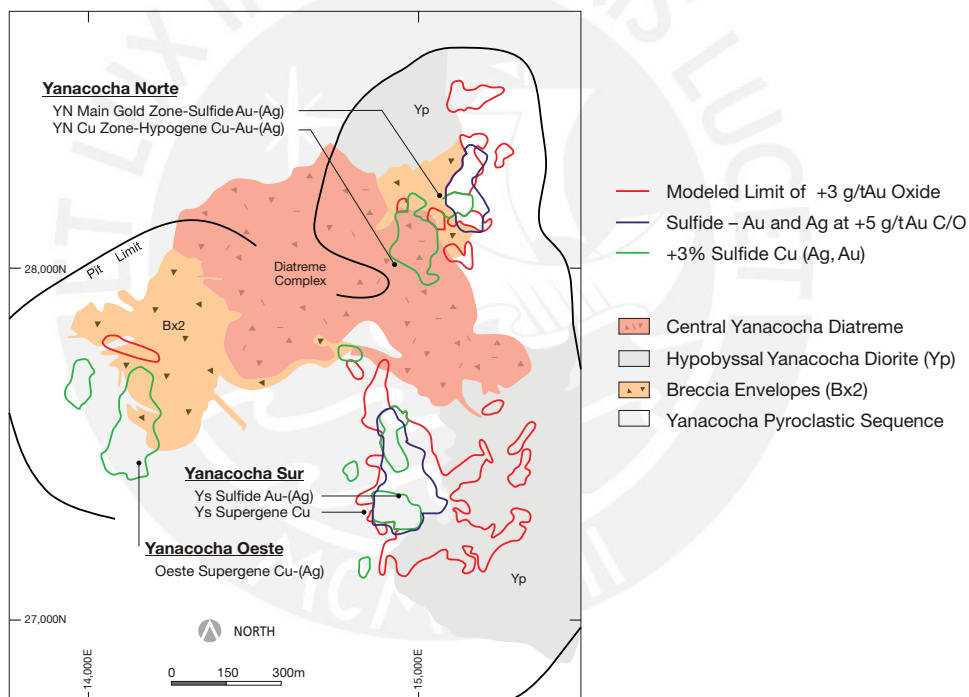 Yanacocha Norte
YN Main Gold Zone-Sulfide Au-(Ag)
YN Cu Zone-Hypogene Cu-Au-(Ag)
Yp
28,000N
Pit Limit
Diatreme
Complex
Bx2
Yanacocha Sur
Ys Sulfide Au-(Ag)
Ys Supergene Cu
Yanacocha Oeste
Oeste Supergene Cu-(Ag)
Yp
27,000N
NORTH
14,000E
15,000E
0 150 300m
Modeled Limit of +3 g/tAu Oxide
Sulfide – Au and Ag at +5 g/tAu C/O
+3% Sulfide Cu (Ag, Au)
Central Yanacocha Diatreme
Hypobyssal Yanacocha Diorite (Yp)
Breccia Envelopes (Bx2)
Yanacocha Pyroclastic Sequence